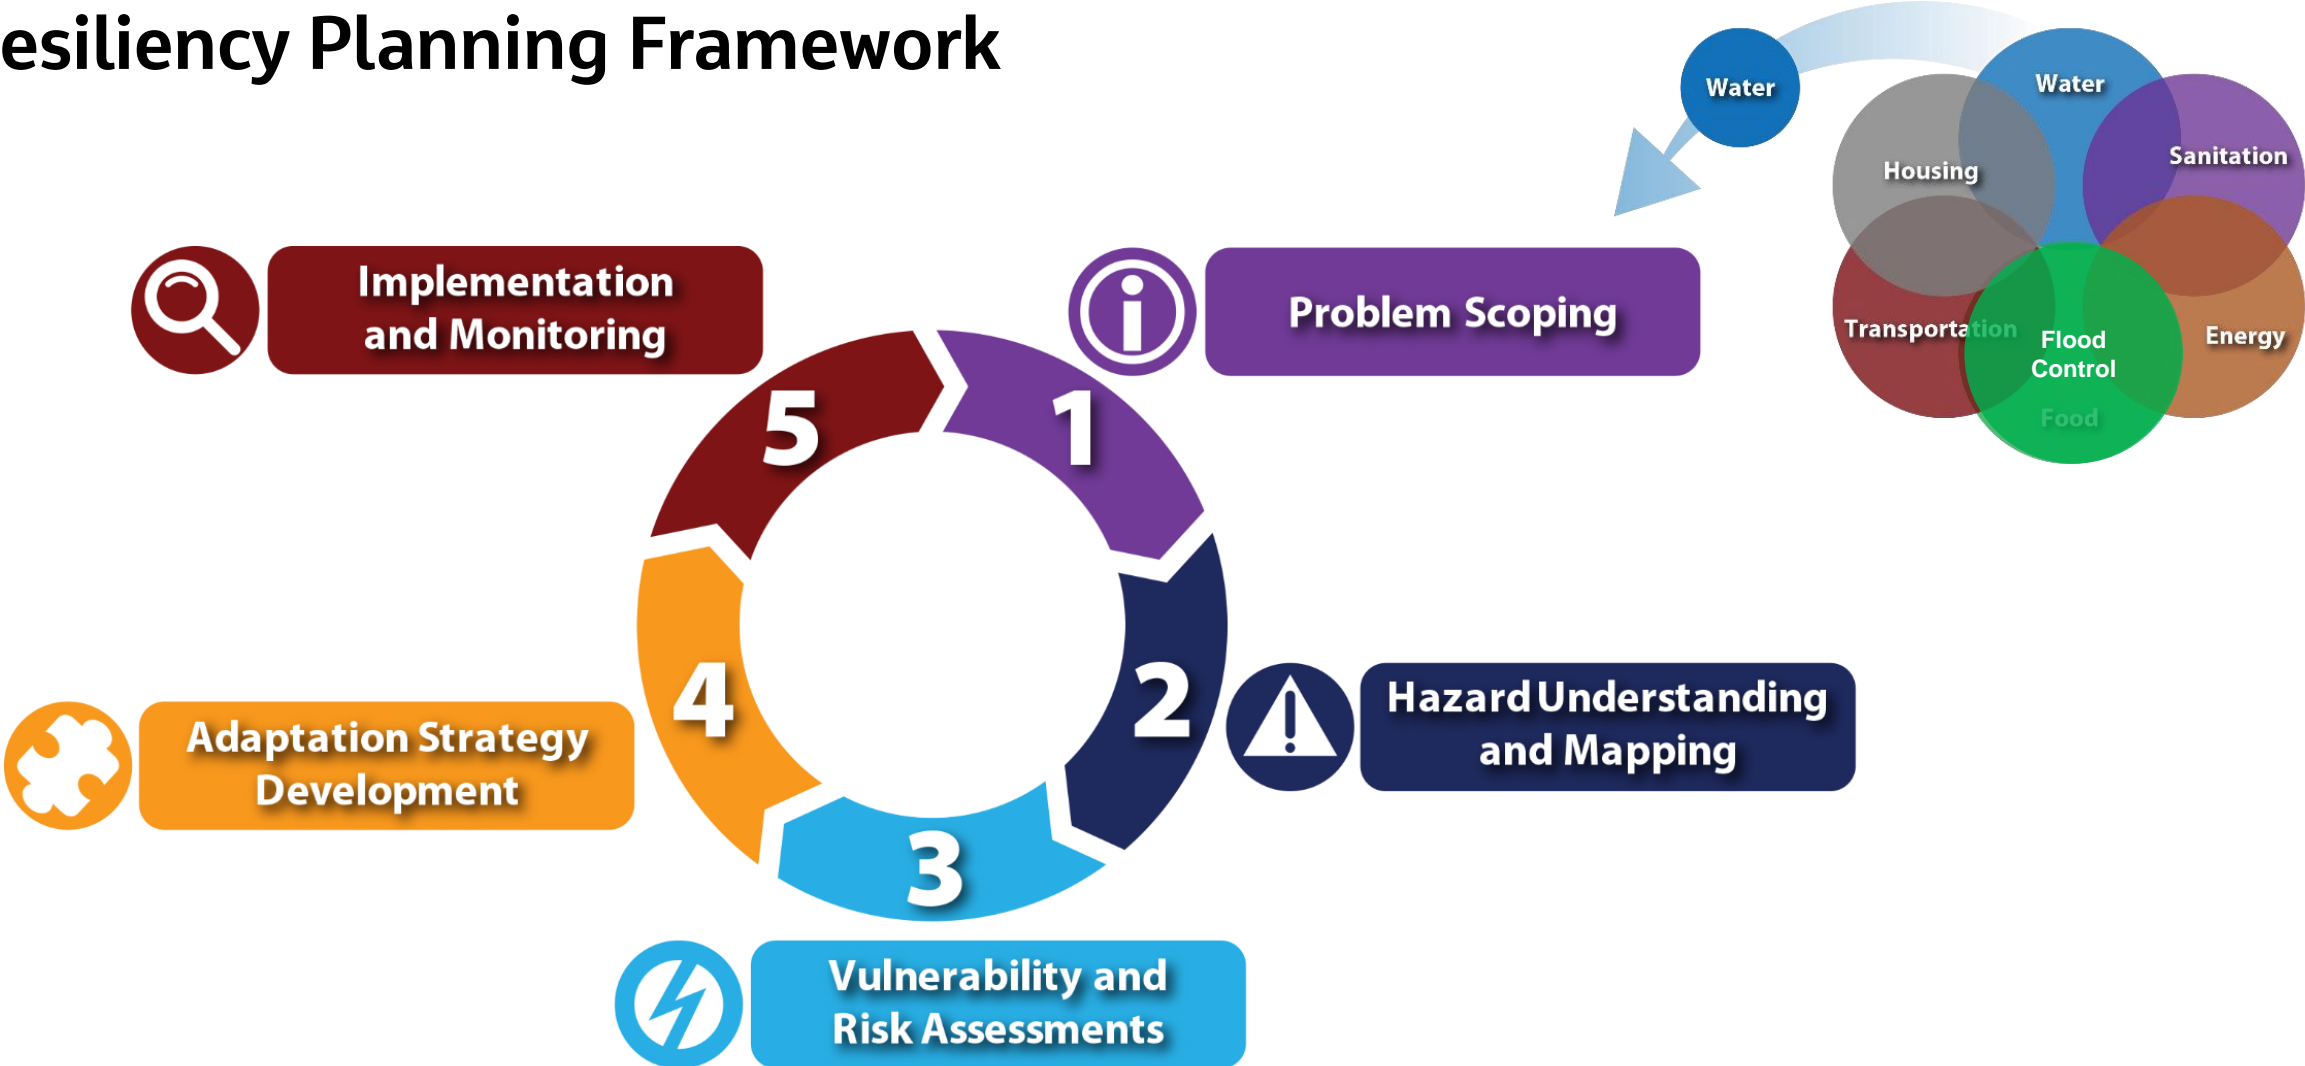 esiliency Planning Framework
Water
Water
Sanitation
Housing
Transportation
Flood
Control
Energy
Food
Implementation
and Monitoring
Problem Scoping
5
1
4
2
3
Hazard Understanding
and Mapping
Adaptation Strategy
Development
Vulnerability and
Risk Assessments